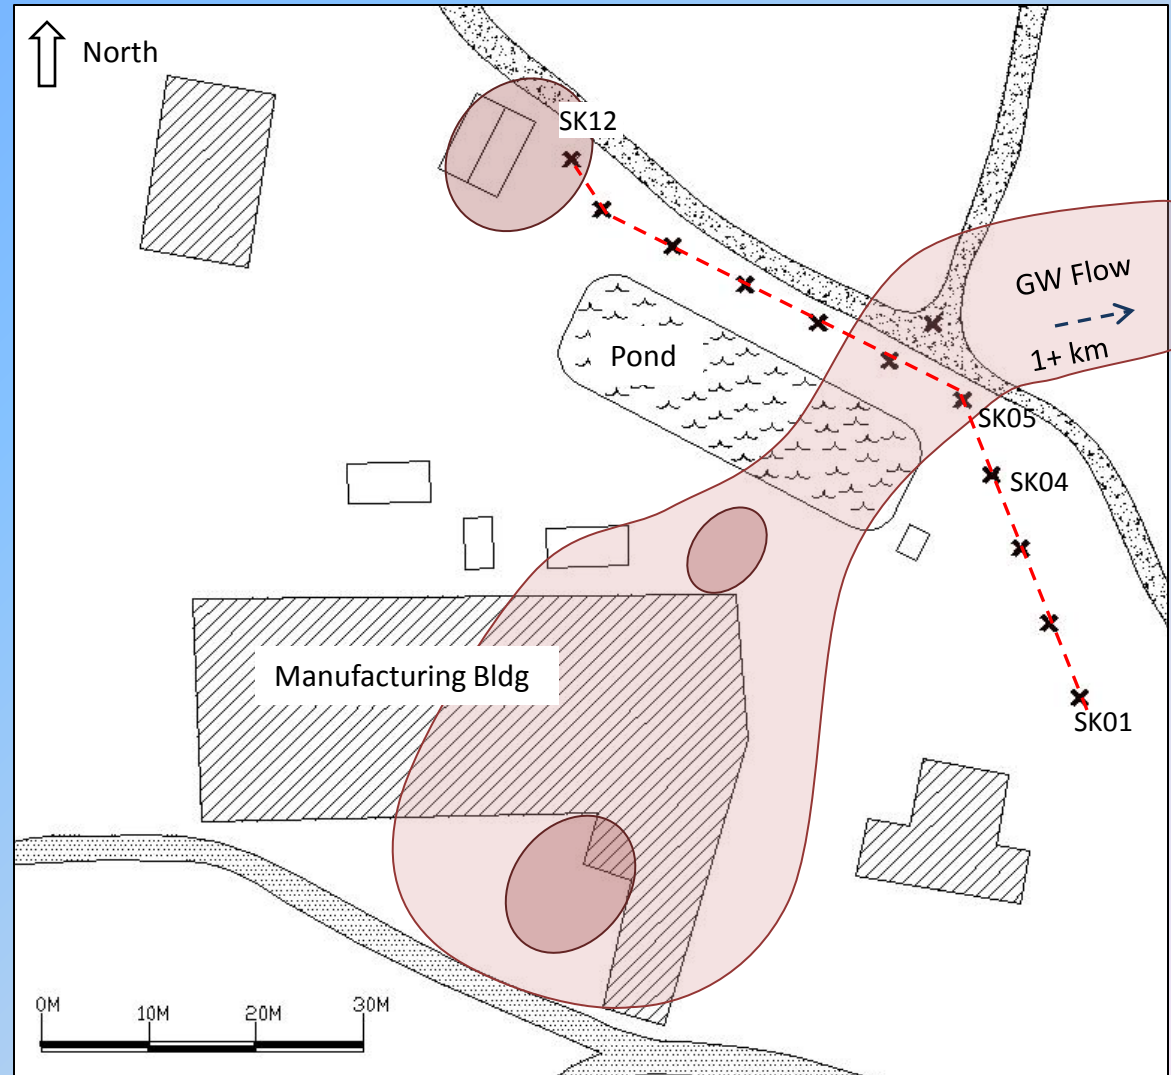 North
SK12
GW Flow
1+ km
Pond
SK05
SK04
Manufacturing Bldg
SK01
0M 10M 20M 30M